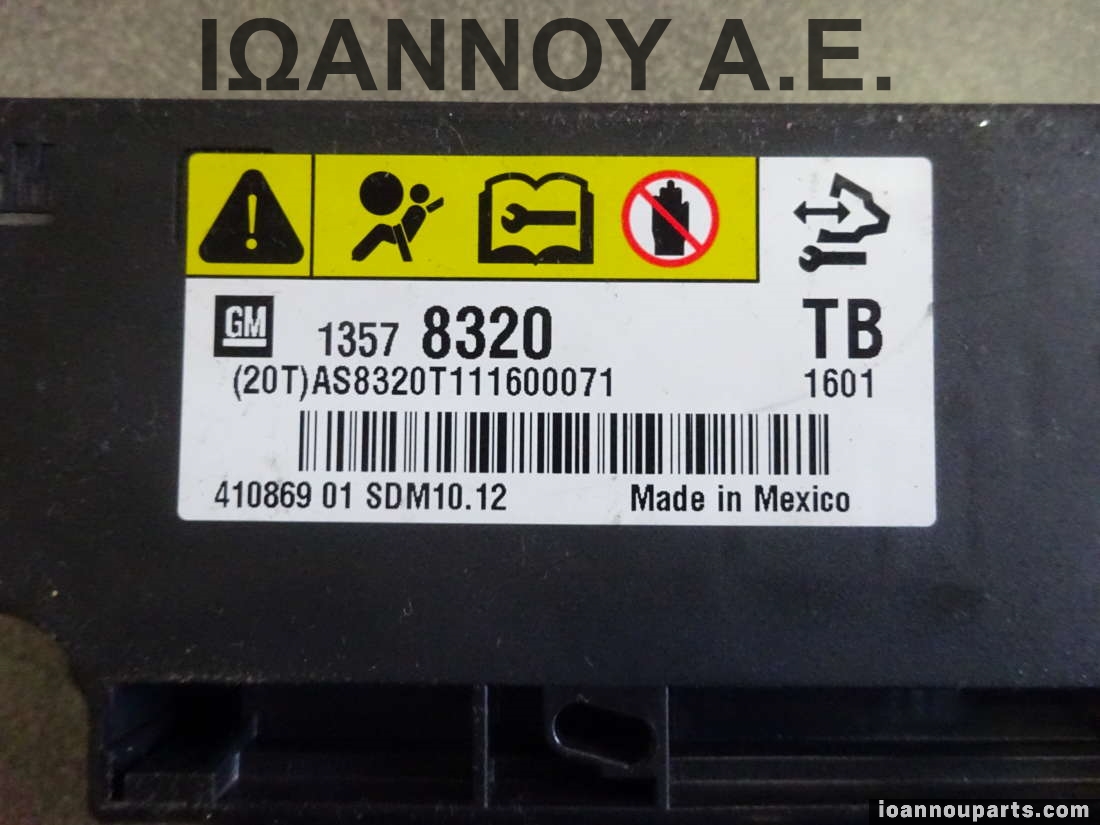 ΙΩΑΝΝΟΥ Α.Ε.
GM 1357 8320 TB
(20T)AS8320T111600071 1601
410869 01 SDM10.12 Made in Mexico
ioannouparts.com